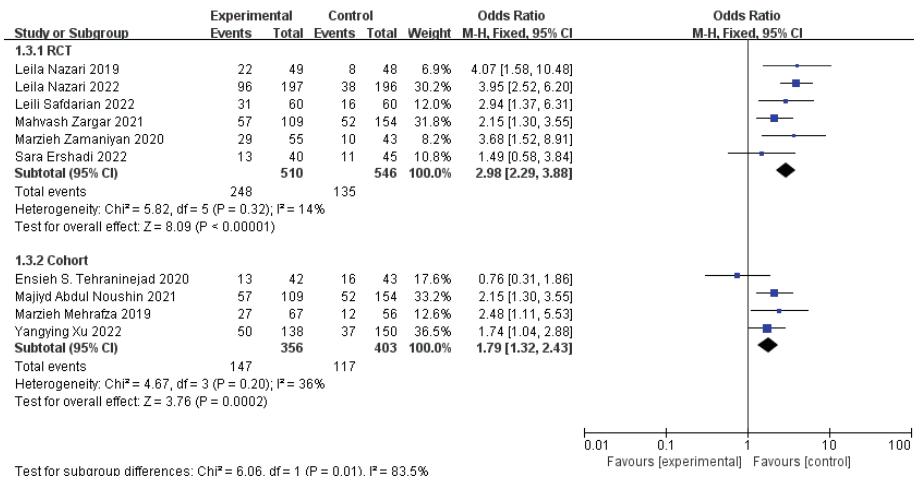 Experimental Control Odds Ratio Odds Ratio
Study or Subgroup Events Total Events Total Weight M-H, Fixed, 95% CI M-H, Fixed, 95% CI
1.3.1 RCT
Leila Nazari 2019 22 49 8 48 6.9% 4.07 [1.58, 10.48]
Leila Nazari 2022 96 197 38 196 30.2% 3.95 [2.52, 6.20]
Leili Safdarian 2022 31 60 16 60 12.0% 2.94 [1.37, 6.31]
Mahvash Zargar 2021 57 109 52 154 31.8% 2.15 [1.30, 3.55]
Marzieh Zamaniyan 2020 29 55 10 43 8.2% 3.68 [1.52, 8.91]
Sara Ershadi 2022 13 40 11 45 10.8% 1.49 [0.58, 3.84]
Subtotal (95% CI) 510 546 100.0% 2.98 [2.29, 3.88]
Total events 248 135
Heterogeneity: Chi² = 5.82, df = 5 (P = 0.32); I² = 14%
Test for overall effect: Z = 8.09 (P < 0.00001)
1.3.2 Cohort
Ensieh S. Tehraninejad 2020 13 42 16 43 17.6% 0.76 [0.31, 1.86]
Majiyd Abdul Noushin 2021 57 109 52 154 33.2% 2.15 [1.30, 3.55]
Marzieh Mehrafza 2019 27 67 12 56 12.6% 2.48 [1.11, 5.53]
Yangying Xu 2022 50 138 37 150 36.5% 1.74 [1.04, 2.88]
Subtotal (95% CI) 356 403 100.0% 1.79 [1.32, 2.43]
Total events 147 117
Heterogeneity: Chi² = 4.67, df = 3 (P = 0.20); I² = 36%
Test for overall effect: Z = 3.76 (P = 0.0002)
0.01 0.1 1 10 100
Favours [experimental] Favours [control]
Test for subgroup differences: Chi² = 6.06, df = 1 (P = 0.01), I² = 83.5%